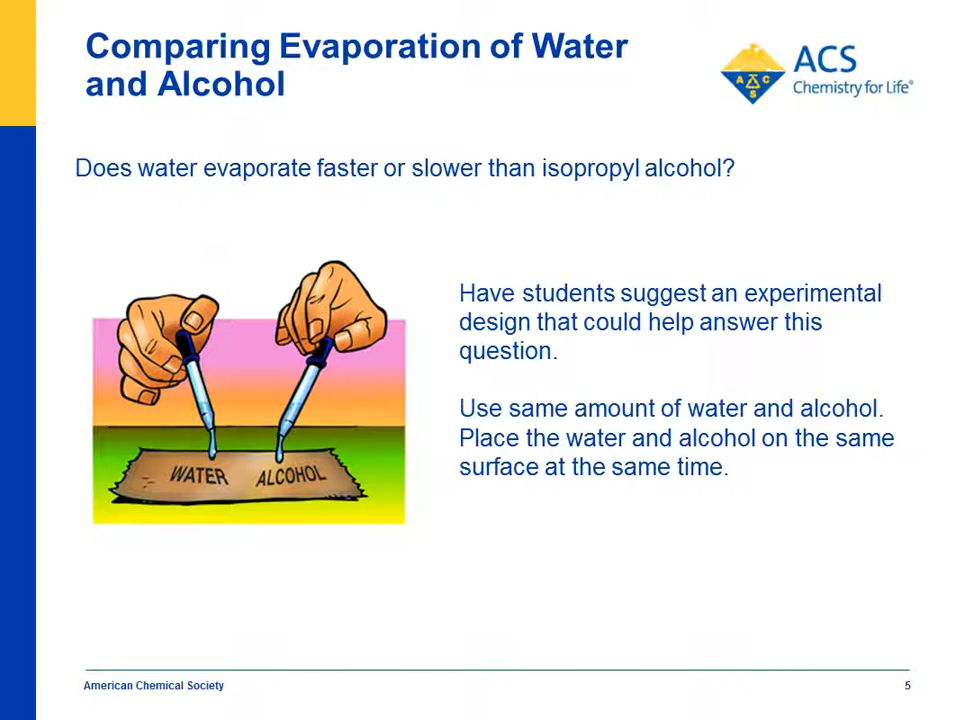 Comparing Evaporation of Water
and Alcohol
ACS
Chemistry for Life®
A C S
Does water evaporate faster or slower than isopropyl alcohol?
Have students suggest an experimental
design that could help answer this
question.
Use same amount of water and alcohol.
Place the water and alcohol on the same
surface at the same time.
WATER ALCOHOL
American Chemical Society
5